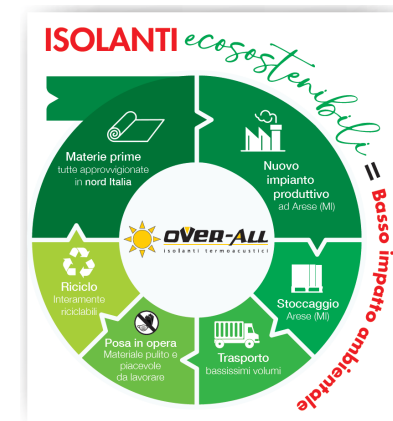 ISOLANTI ecosostenibili
= Basso impatto ambientale
Materie prime
tutte approvvigionate
in nord Italia
Nuovo
impianto
produttivo
ad Arese (MI)
Stoccaggio
Arese (MI)
Trasporto
bassissimi volumi
Posa in opera
Materiale pulito e
piacevole
da lavorare
Riciclo
Interamente
riciclabili
OVER-ALL
isolanti termoacustici